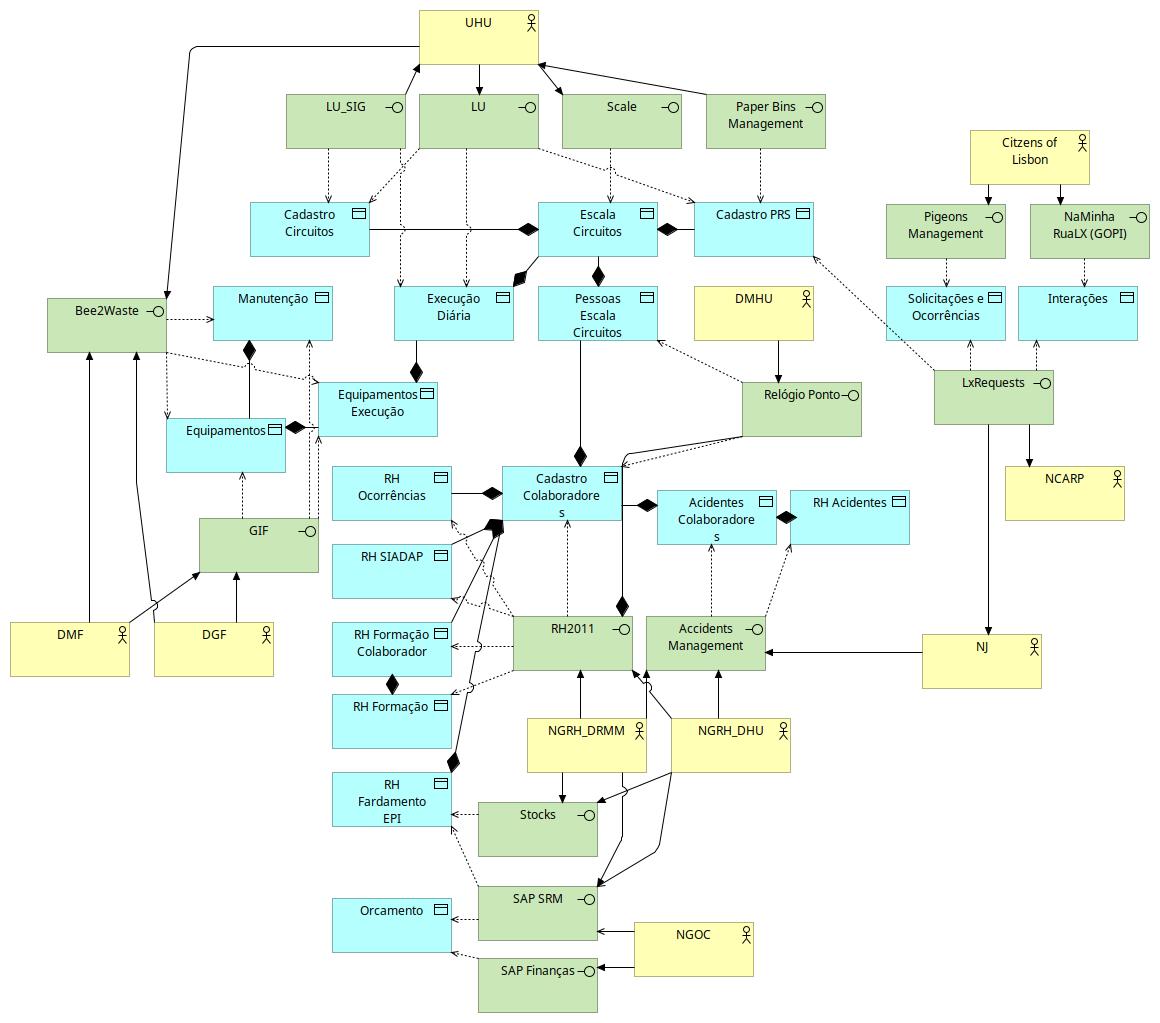 UHU
LU_SIG
LU
Scale
Paper Bins
Management
Citzens of
Lisbon
Cadastro
Circuitos
Escala
Circuitos
Cadastro PRS
Pigeons
Management
NaMinha
RuaLX (GOPI)
Bee2Waste
Manutenção
Execução
Diária
Pessoas
Escala
Circuitos
DMHU
Solicitações e
Ocorrências
Interações
Equipamentos
Equipamentos
Execução
Relógio Ponto
LxRequests
RH
Ocorrências
Cadastro
Colaboradore
s
Acidentes
Colaboradore
s
RH Acidentes
NCARP
GIF
RH SIADAP
DMF
DGF
RH Formação
Colaborador
RH2011
Accidents
Management
NJ
RH Formação
NGRH_DRMM
NGRH_DHU
RH
Fardamento
EPI
Stocks
Orcamento
SAP SRM
NGOC
SAP Finanças